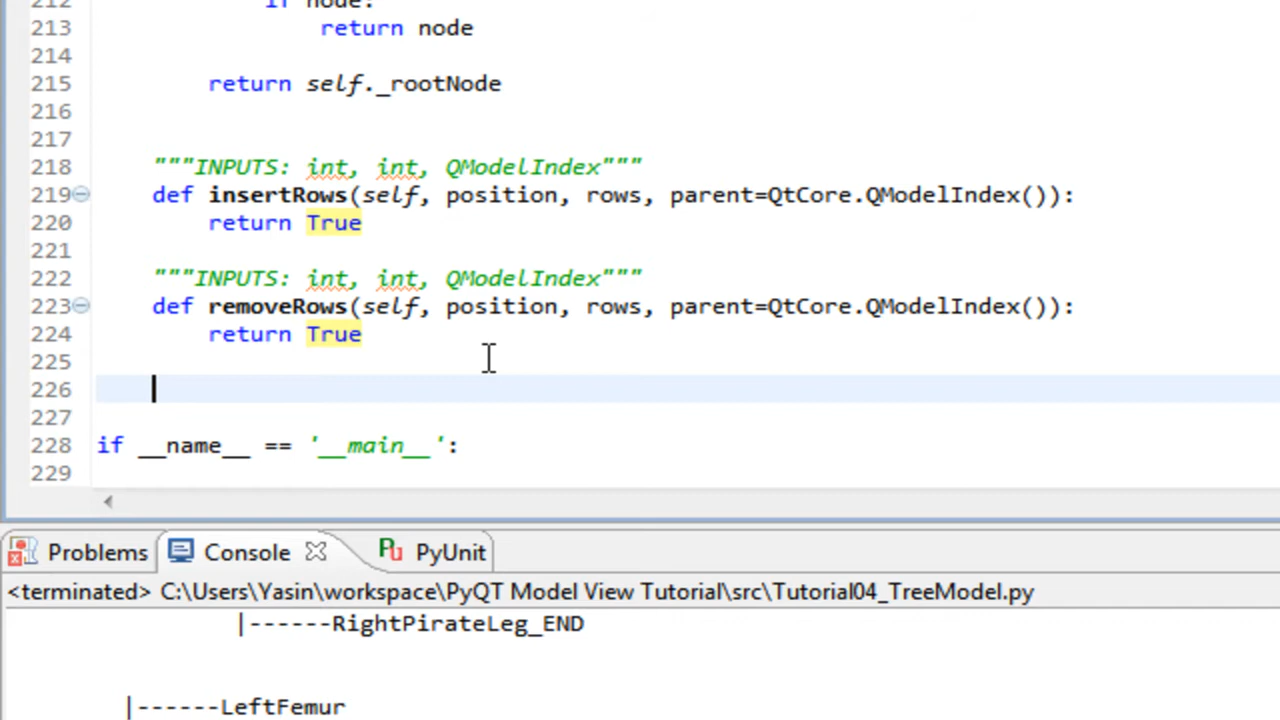 212 if node:
213 return node
214
215 return self._rootNode
216
217
218 """INPUTS: int, int, QModelIndex"""
219 def insertRows(self, position, rows, parent=QtCore.QModelIndex()):
220 return True
221
222 """INPUTS: int, int, QModelIndex"""
223 def removeRows(self, position, rows, parent=QtCore.QModelIndex()):
224 return True
225
226
227
228 if __name__ == '__main__':
229
Problems Console PyUnit
<terminated> C:\Users\Yasin\workspace\PyQT Model View Tutorial\src\Tutorial04_TreeModel.py
|------RightPirateLeg_END
|------LeftFemur